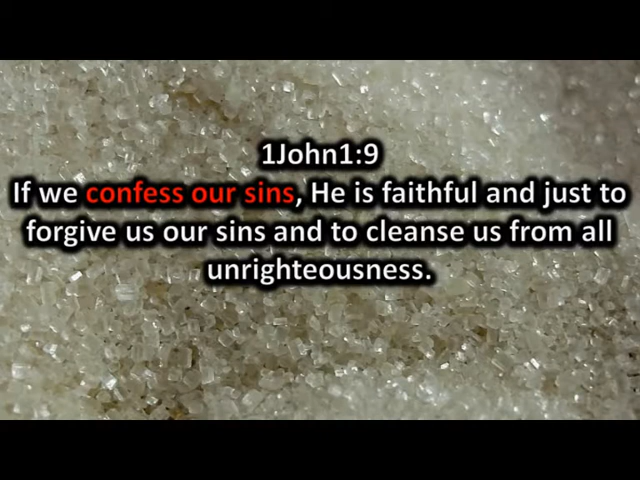 1John1:9
If we confess our sins, He is faithful and just to
forgive us our sins and to cleanse us from all
unrighteousness.